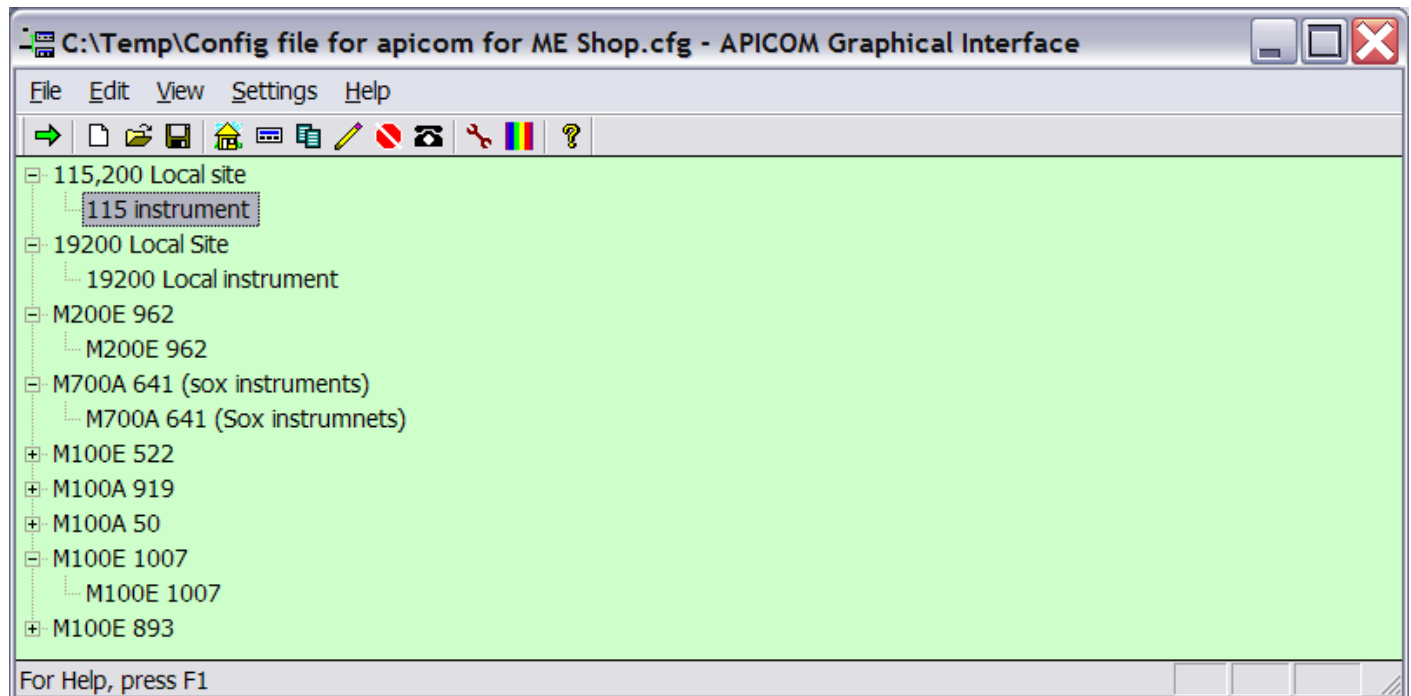 C:\Temp\Config file for apicom for ME Shop.cfg - APICOM Graphical Interface
File Edit View Settings Help
115,200 Local site
115 instrument
19200 Local Site
19200 Local instrument
M200E 962
M200E 962
M700A 641 (sox instruments)
M700A 641 (Sox instrumnets)
M100E 522
M100A 919
M100A 50
M100E 1007
M100E 1007
M100E 893
For Help, press F1